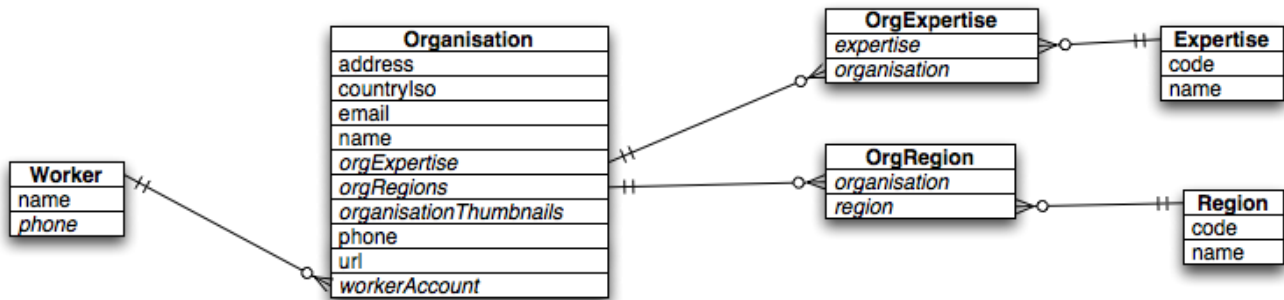 Worker
name
phone
Organisation
address
countryIso
email
name
orgExpertise
orgRegions
organisationThumbnails
phone
url
workerAccount
OrgExpertise
expertise
organisation
Expertise
code
name
OrgRegion
organisation
region
Region
code
name